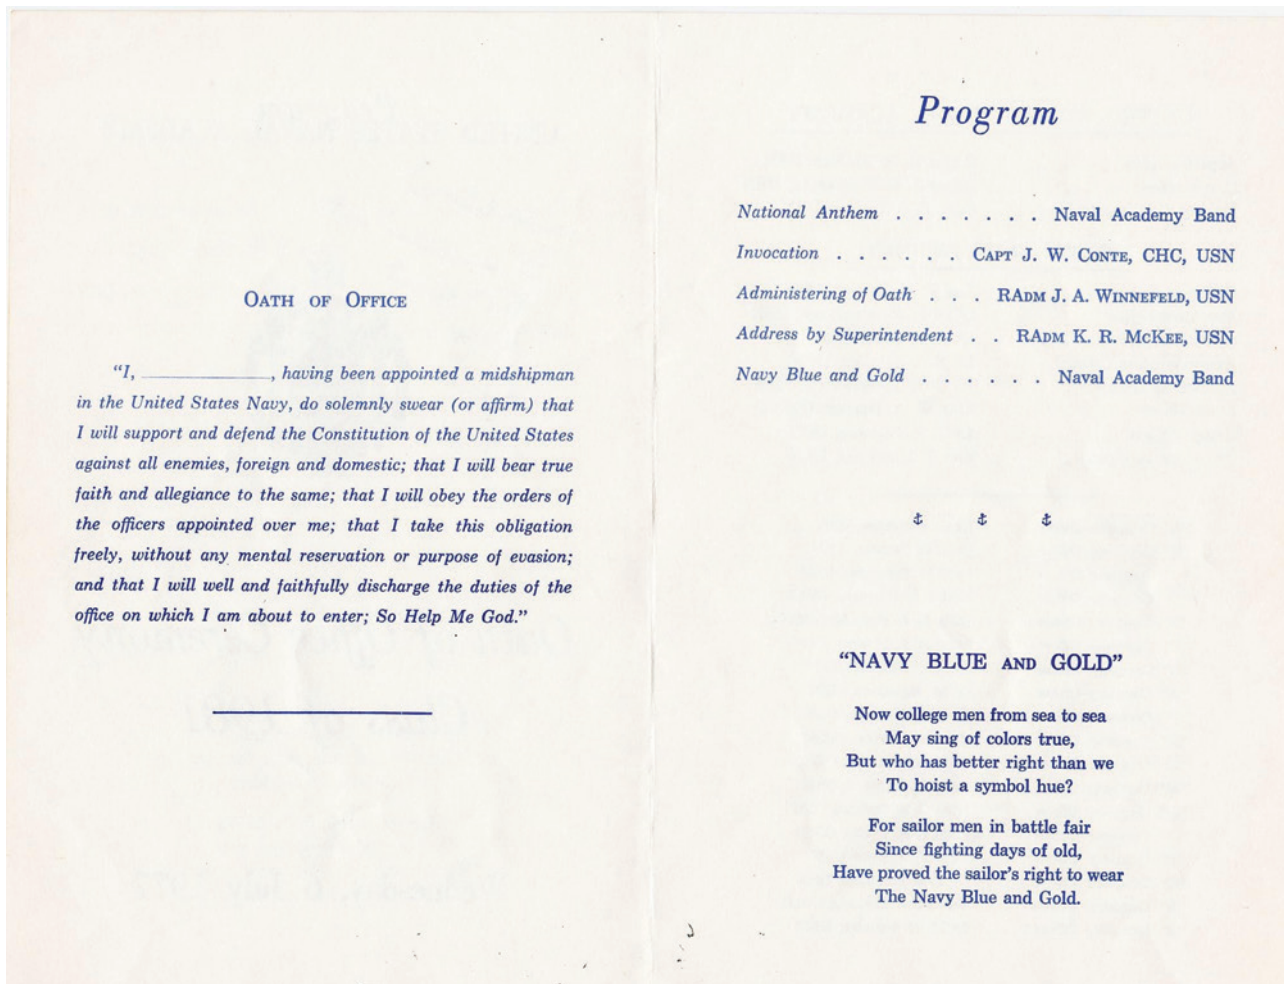 OATH OF OFFICE
“I, ____________, having been appointed a midshipman
in the United States Navy, do solemnly swear (or affirm) that
I will support and defend the Constitution of the United States
against all enemies, foreign and domestic; that I will bear true
faith and allegiance to the same; that I will obey the orders of
the officers appointed over me; that I take this obligation
freely, without any mental reservation or purpose of evasion;
and that I will well and faithfully discharge the duties of the
office on which I am about to enter; So Help Me God.”
Program
National Anthem . . . . . . . Naval Academy Band
Invocation . . . . . . CAPT J. W. CONTE, CHC, USN
Administering of Oath . . . RADM J. A. WINNEFELD, USN
Address by Superintendent . . RADM K. R. MCKEE, USN
Navy Blue and Gold . . . . . . Naval Academy Band
“NAVY BLUE AND GOLD”
Now college men from sea to sea
May sing of colors true,
But who has better right than we
To hoist a symbol hue?
For sailor men in battle fair
Since fighting days of old,
Have proved the sailor’s right to wear
The Navy Blue and Gold.